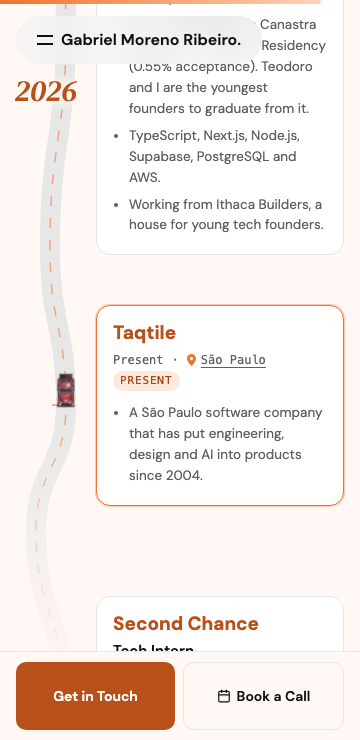 Gabriel Moreno Ribeiro.
Canastra
Residency
(0.55% acceptance). Teodoro
and I are the youngest
founders to graduate from it.
2026
TypeScript, Next.js, Node.js,
Supabase, PostgreSQL and
AWS.
Working from Ithaca Builders, a
house for young tech founders.
Taqtile
Present · São Paulo
PRESENT
A São Paulo software company
that has put engineering,
design and AI into products
since 2004.
Second Chance
Tech Intern
Get in Touch
Book a Call